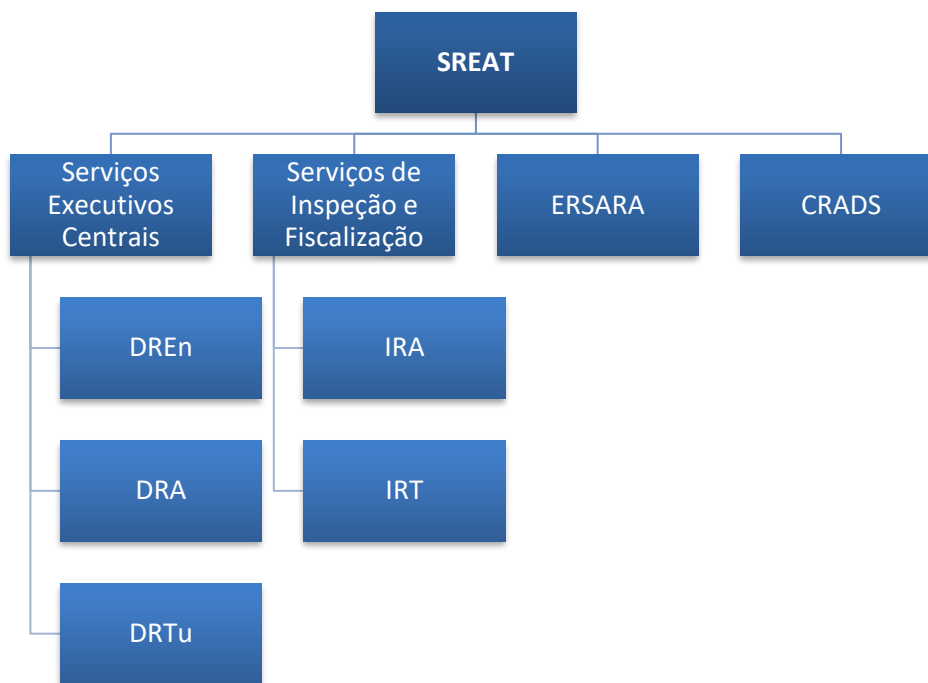 SREAT
Serviços
Executivos
Centrais
Serviços de
Inspeção e
Fiscalização
ERSARA
CRADS
DREn
IRA
DRA
IRT
DRTu